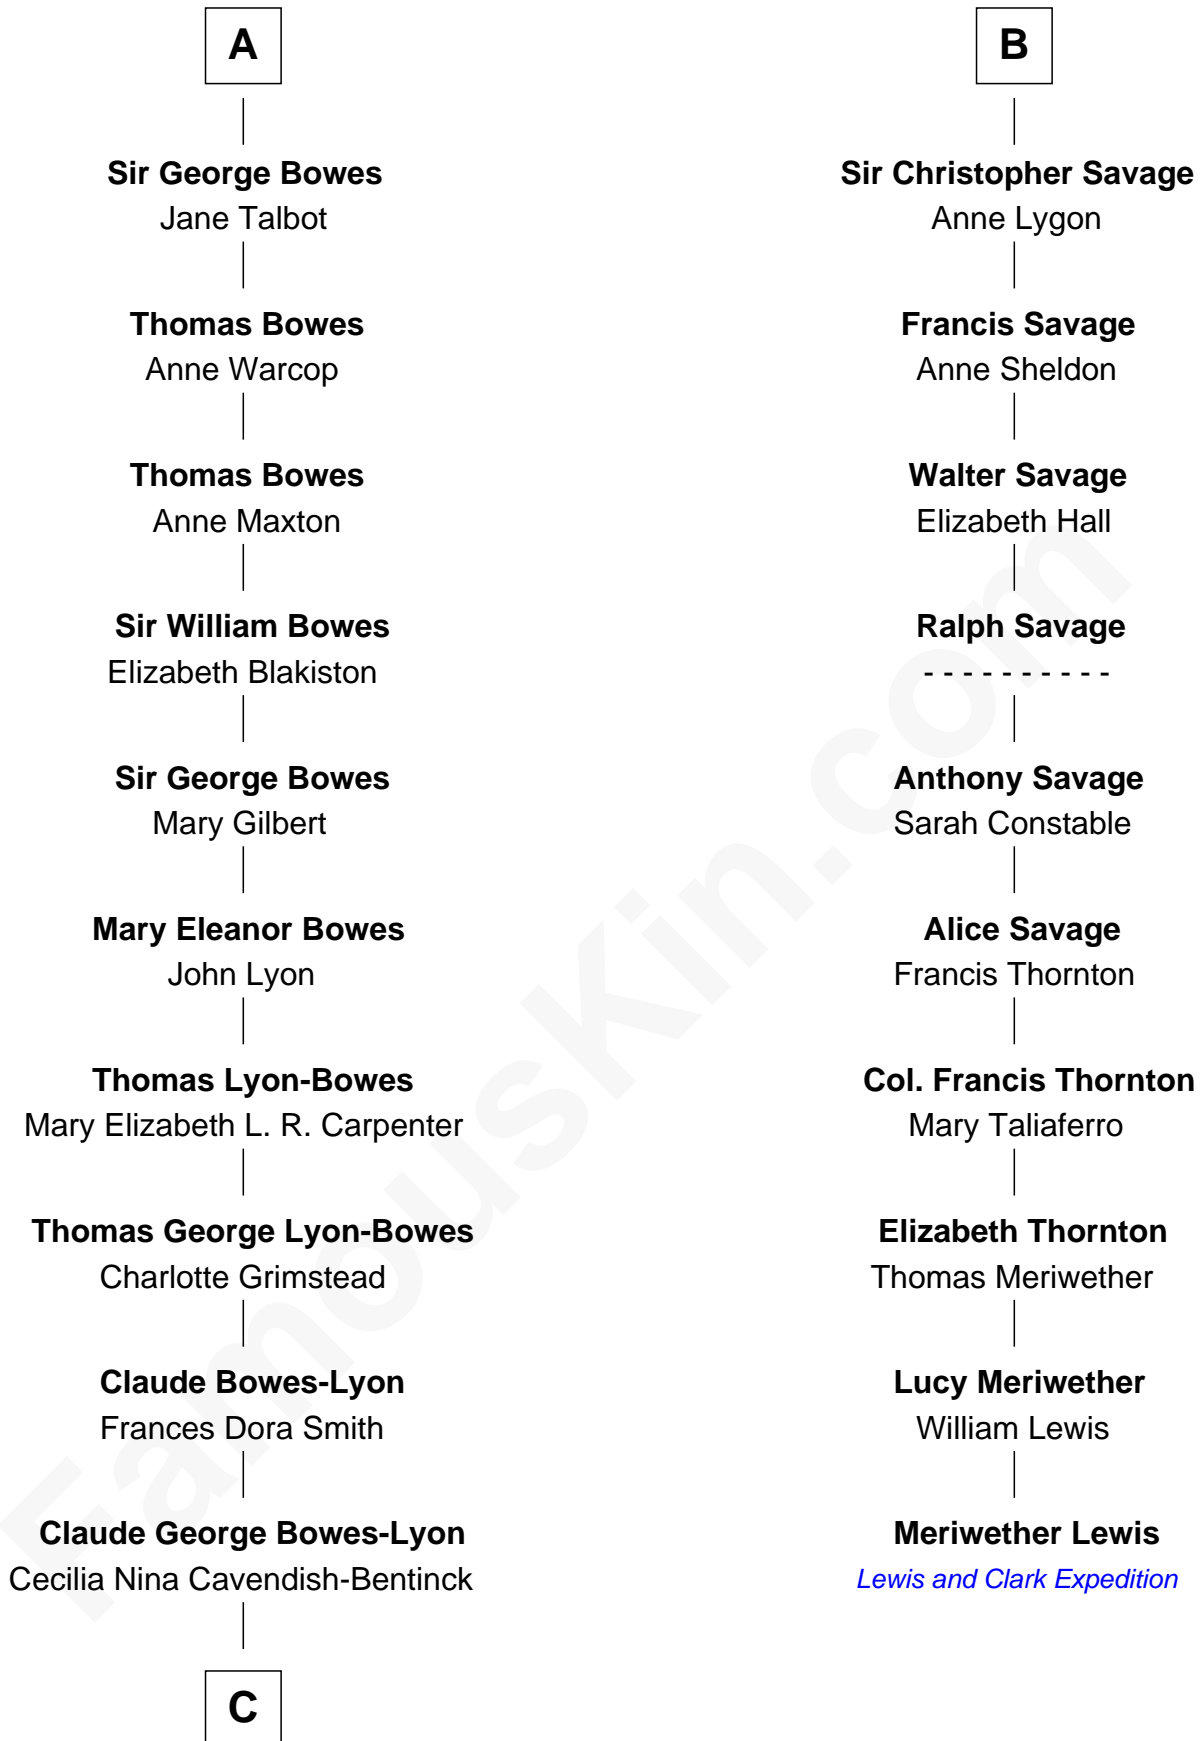 A
Sir George Bowes
Jane Talbot
Thomas Bowes
Anne Warcop
Thomas Bowes
Anne Maxton
Sir William Bowes
Elizabeth Blakiston
Sir George Bowes
Mary Gilbert
Mary Eleanor Bowes
John Lyon
Thomas Lyon-Bowes
Mary Elizabeth L. R. Carpenter
Thomas George Lyon-Bowes
Charlotte Grimstead
Claude Bowes-Lyon
Frances Dora Smith
Claude George Bowes-Lyon
Cecilia Nina Cavendish-Bentinck
C
B
Sir Christopher Savage
Anne Lygon
Francis Savage
Anne Sheldon
Walter Savage
Elizabeth Hall
Ralph Savage
- - - - - - - - - -
Anthony Savage
Sarah Constable
Alice Savage
Francis Thornton
Col. Francis Thornton
Mary Taliaferro
Elizabeth Thornton
Thomas Meriwether
Lucy Meriwether
William Lewis
Meriwether Lewis
Lewis and Clark Expedition
FamousKin.com